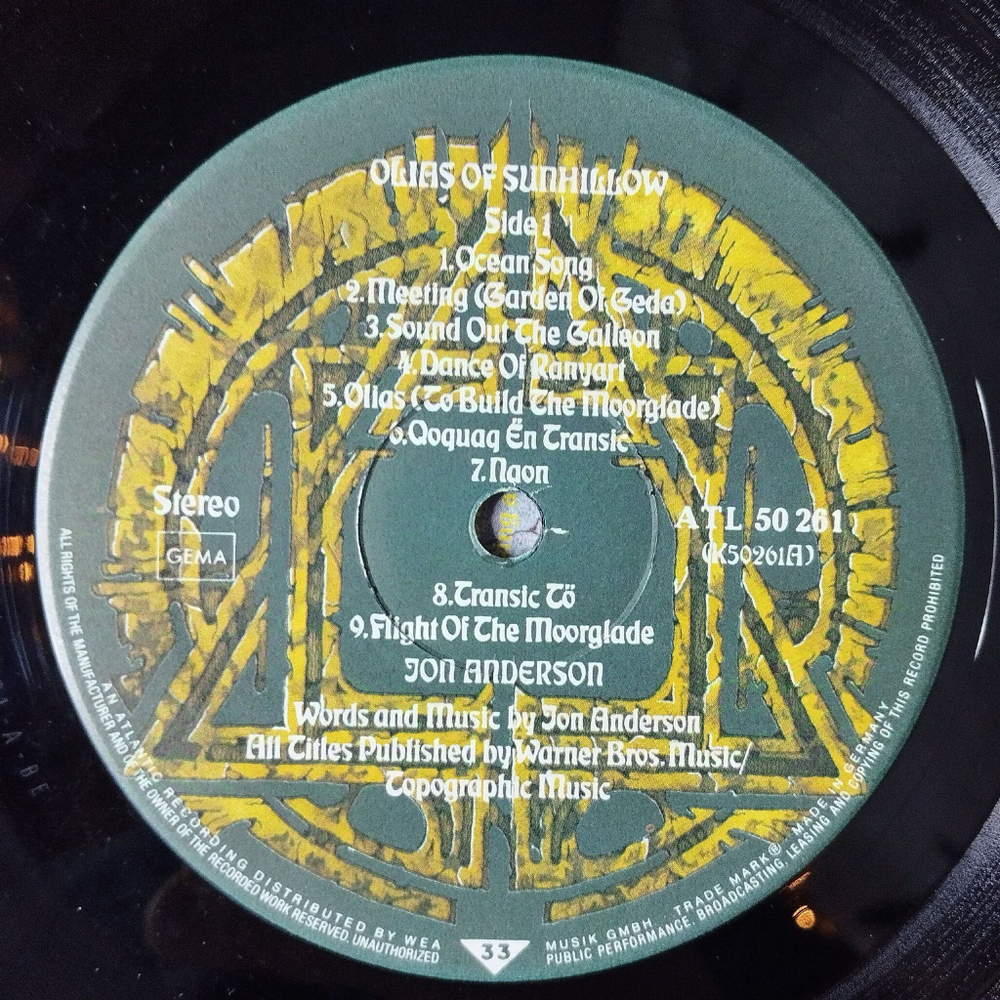 OLIAS OF SUNHILLOW
Side 1
1.Ocean Song
2.Meeting (Garden Of Geda)
3.Sound Out The Galleon
4.Dance Of Ranyart
5.Olias (To Build The Moorglade)
6.Qoquaq Ën Transic
7.Naon
Stereo
GEMA
ATL 50 261
(K50261A)
8.Transic Tö
9.Flight Of The Moorglade
JON ANDERSON
Words and Music by Jon Anderson
All Titles Published by Warner Bros. Music/
Topographic Music
ALL RIGHTS OF THE MANUFACTURER AND OF THE OWNER OF THE RECORDED WORK RESERVED. UNAUTHORIZED
PUBLIC PERFORMANCE, BROADCASTING, LEASING AND COPYING OF THIS RECORD PROHIBITED
AN ATLANTIC RECORDING DISTRIBUTED BY WEA
MUSIK GMBH TRADE MARK® MADE IN GERMANY
33